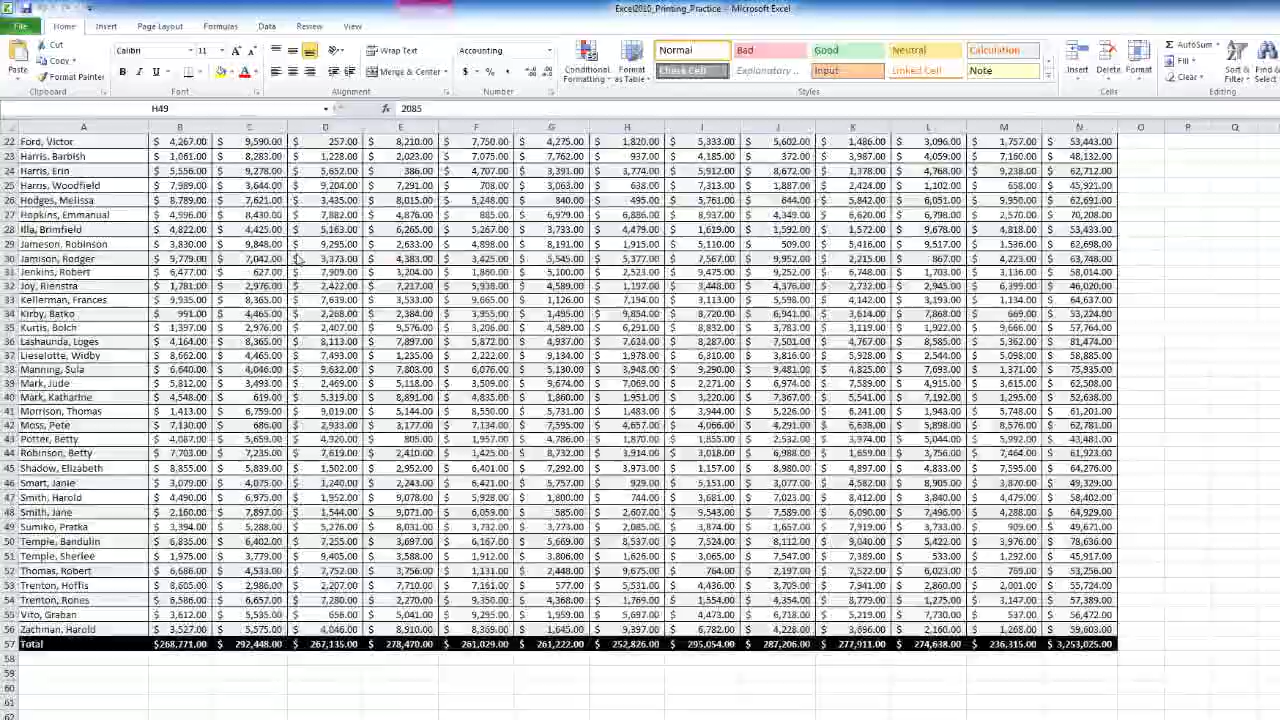 Excel2010_Printing_Practice - Microsoft Excel
File Home Insert Page Layout Formulas Data Review View
Cut
Copy
Format Painter
Paste
Calibri 11
B I U
Wrap Text
Merge & Center
Accounting
$ % ,
Conditional Formatting
Format as Table
Normal Bad Good Neutral Calculation
Check Cell Explanatory ... Input Linked Cell Note
Insert Delete Format
AutoSum
Fill
Clear
Sort & Filter
Find & Select
Clipboard Font Alignment Number Styles Cells Editing
H49 fx 2085
A B C D E F G H I J K L M N O P Q
22 Ford, Victor $ 4,267.00 $ 9,590.00 $ 257.00 $ 8,210.00 $ 7,750.00 $ 4,275.00 $ 1,820.00 $ 5,333.00 $ 5,602.00 $ 1,486.00 $ 3,096.00 $ 1,757.00 $ 53,443.00
23 Harris, Barbish $ 1,061.00 $ 8,283.00 $ 1,228.00 $ 2,023.00 $ 7,075.00 $ 7,762.00 $ 937.00 $ 4,185.00 $ 372.00 $ 3,987.00 $ 4,059.00 $ 7,160.00 $ 48,132.00
24 Harris, Erin $ 5,556.00 $ 9,278.00 $ 5,652.00 $ 386.00 $ 4,707.00 $ 3,391.00 $ 3,774.00 $ 5,912.00 $ 8,672.00 $ 1,378.00 $ 4,768.00 $ 9,238.00 $ 62,712.00
25 Harris, Woodfield $ 7,989.00 $ 3,644.00 $ 9,204.00 $ 7,291.00 $ 708.00 $ 3,063.00 $ 638.00 $ 7,313.00 $ 1,887.00 $ 2,424.00 $ 1,102.00 $ 658.00 $ 45,921.00
26 Hodges, Melissa $ 8,789.00 $ 7,621.00 $ 3,435.00 $ 8,015.00 $ 5,248.00 $ 840.00 $ 495.00 $ 5,761.00 $ 644.00 $ 5,842.00 $ 6,051.00 $ 9,950.00 $ 62,691.00
27 Hopkins, Emmanual $ 4,996.00 $ 8,430.00 $ 7,882.00 $ 4,876.00 $ 885.00 $ 6,979.00 $ 6,886.00 $ 8,937.00 $ 4,349.00 $ 6,620.00 $ 6,798.00 $ 2,570.00 $ 70,208.00
28 Illa, Brimfield $ 4,822.00 $ 4,425.00 $ 5,163.00 $ 6,265.00 $ 5,267.00 $ 3,733.00 $ 4,479.00 $ 1,619.00 $ 1,592.00 $ 1,572.00 $ 9,678.00 $ 4,818.00 $ 53,433.00
29 Jameson, Robinson $ 3,830.00 $ 9,848.00 $ 9,295.00 $ 2,633.00 $ 4,898.00 $ 8,191.00 $ 1,915.00 $ 5,110.00 $ 509.00 $ 5,416.00 $ 9,517.00 $ 1,536.00 $ 62,698.00
30 Jamison, Rodger $ 9,779.00 $ 7,042.00 $ 3,373.00 $ 4,383.00 $ 3,425.00 $ 5,545.00 $ 5,377.00 $ 7,567.00 $ 9,952.00 $ 2,215.00 $ 867.00 $ 4,223.00 $ 63,748.00
31 Jenkins, Robert $ 6,477.00 $ 627.00 $ 7,909.00 $ 3,204.00 $ 1,860.00 $ 5,100.00 $ 2,523.00 $ 9,475.00 $ 9,252.00 $ 6,748.00 $ 1,703.00 $ 3,136.00 $ 58,014.00
32 Joy, Rienstra $ 1,781.00 $ 2,976.00 $ 2,422.00 $ 7,217.00 $ 5,938.00 $ 4,589.00 $ 1,197.00 $ 3,448.00 $ 4,376.00 $ 2,732.00 $ 2,945.00 $ 6,399.00 $ 46,020.00
33 Kellerman, Frances $ 9,935.00 $ 8,365.00 $ 7,639.00 $ 3,533.00 $ 9,665.00 $ 1,126.00 $ 7,194.00 $ 3,113.00 $ 5,598.00 $ 4,142.00 $ 3,193.00 $ 1,134.00 $ 64,637.00
34 Kirby, Batko $ 991.00 $ 4,465.00 $ 2,268.00 $ 2,384.00 $ 3,955.00 $ 1,495.00 $ 9,854.00 $ 8,720.00 $ 6,941.00 $ 3,614.00 $ 7,868.00 $ 669.00 $ 53,224.00
35 Kurtis, Bolch $ 1,397.00 $ 2,976.00 $ 2,407.00 $ 9,576.00 $ 3,206.00 $ 4,589.00 $ 6,291.00 $ 8,832.00 $ 3,783.00 $ 3,119.00 $ 1,922.00 $ 9,666.00 $ 57,764.00
36 Lashaunda, Loges $ 4,164.00 $ 8,365.00 $ 8,113.00 $ 7,897.00 $ 5,872.00 $ 4,937.00 $ 7,624.00 $ 8,287.00 $ 7,501.00 $ 4,767.00 $ 8,585.00 $ 5,362.00 $ 81,474.00
37 Lieselotte, Widby $ 8,662.00 $ 4,465.00 $ 7,493.00 $ 1,235.00 $ 2,222.00 $ 9,134.00 $ 1,978.00 $ 6,310.00 $ 3,816.00 $ 5,928.00 $ 2,544.00 $ 5,098.00 $ 58,885.00
38 Manning, Sula $ 6,640.00 $ 4,046.00 $ 9,632.00 $ 7,803.00 $ 6,076.00 $ 5,130.00 $ 3,948.00 $ 9,290.00 $ 9,481.00 $ 4,825.00 $ 7,693.00 $ 1,371.00 $ 75,935.00
39 Mark, Jude $ 5,812.00 $ 3,493.00 $ 2,469.00 $ 5,118.00 $ 3,509.00 $ 9,674.00 $ 7,069.00 $ 2,271.00 $ 6,974.00 $ 7,589.00 $ 4,915.00 $ 3,615.00 $ 62,508.00
40 Mark, Katharine $ 4,548.00 $ 619.00 $ 5,319.00 $ 8,891.00 $ 4,835.00 $ 1,860.00 $ 1,951.00 $ 3,220.00 $ 7,367.00 $ 5,541.00 $ 7,192.00 $ 1,295.00 $ 52,638.00
41 Morrison, Thomas $ 1,413.00 $ 6,759.00 $ 9,019.00 $ 5,144.00 $ 8,550.00 $ 5,731.00 $ 1,483.00 $ 3,944.00 $ 5,226.00 $ 6,241.00 $ 1,943.00 $ 5,748.00 $ 61,201.00
42 Moss, Pete $ 7,130.00 $ 686.00 $ 2,933.00 $ 3,177.00 $ 7,134.00 $ 7,595.00 $ 4,657.00 $ 4,066.00 $ 4,291.00 $ 6,638.00 $ 5,898.00 $ 8,576.00 $ 62,781.00
43 Potter, Betty $ 4,087.00 $ 5,659.00 $ 4,920.00 $ 805.00 $ 1,957.00 $ 4,786.00 $ 1,870.00 $ 1,855.00 $ 2,532.00 $ 3,974.00 $ 5,044.00 $ 5,992.00 $ 43,481.00
44 Robinson, Betty $ 7,703.00 $ 7,235.00 $ 7,619.00 $ 2,410.00 $ 1,425.00 $ 8,732.00 $ 3,914.00 $ 3,018.00 $ 6,988.00 $ 1,659.00 $ 3,756.00 $ 7,464.00 $ 61,923.00
45 Shadow, Elizabeth $ 8,855.00 $ 5,839.00 $ 1,502.00 $ 2,952.00 $ 6,401.00 $ 7,292.00 $ 3,973.00 $ 1,157.00 $ 8,980.00 $ 4,897.00 $ 4,833.00 $ 7,595.00 $ 64,276.00
46 Smart, Janie $ 3,079.00 $ 4,075.00 $ 1,240.00 $ 2,243.00 $ 6,421.00 $ 5,757.00 $ 929.00 $ 5,151.00 $ 3,077.00 $ 4,582.00 $ 8,905.00 $ 3,870.00 $ 49,329.00
47 Smith, Harold $ 4,490.00 $ 6,975.00 $ 1,952.00 $ 9,078.00 $ 5,928.00 $ 1,800.00 $ 744.00 $ 3,681.00 $ 7,023.00 $ 8,412.00 $ 3,840.00 $ 4,479.00 $ 58,402.00
48 Smith, Jane $ 2,160.00 $ 7,897.00 $ 1,544.00 $ 9,071.00 $ 6,059.00 $ 585.00 $ 2,607.00 $ 9,543.00 $ 7,589.00 $ 6,090.00 $ 7,496.00 $ 4,288.00 $ 64,929.00
49 Sumiko, Pratka $ 3,394.00 $ 5,288.00 $ 5,276.00 $ 8,031.00 $ 3,732.00 $ 3,773.00 $ 2,085.00 $ 3,874.00 $ 1,657.00 $ 7,919.00 $ 3,733.00 $ 909.00 $ 49,671.00
50 Temple, Bandulin $ 6,835.00 $ 6,402.00 $ 7,255.00 $ 3,697.00 $ 6,167.00 $ 5,669.00 $ 8,537.00 $ 7,524.00 $ 8,112.00 $ 9,040.00 $ 5,422.00 $ 3,976.00 $ 78,636.00
51 Temple, Sherlee $ 1,975.00 $ 3,779.00 $ 9,405.00 $ 3,588.00 $ 1,912.00 $ 3,806.00 $ 1,626.00 $ 3,065.00 $ 7,547.00 $ 7,389.00 $ 533.00 $ 1,292.00 $ 45,917.00
52 Thomas, Robert $ 6,686.00 $ 4,533.00 $ 7,752.00 $ 3,756.00 $ 1,131.00 $ 2,448.00 $ 9,675.00 $ 764.00 $ 2,197.00 $ 7,522.00 $ 6,023.00 $ 769.00 $ 53,256.00
53 Trenton, Hoffis $ 8,605.00 $ 2,986.00 $ 2,207.00 $ 7,710.00 $ 7,161.00 $ 577.00 $ 5,531.00 $ 4,436.00 $ 3,709.00 $ 7,941.00 $ 2,860.00 $ 2,001.00 $ 55,724.00
54 Trenton, Rones $ 6,586.00 $ 6,657.00 $ 7,280.00 $ 2,270.00 $ 9,350.00 $ 4,368.00 $ 1,769.00 $ 1,554.00 $ 4,354.00 $ 8,779.00 $ 1,275.00 $ 3,147.00 $ 57,389.00
55 Vito, Graban $ 3,612.00 $ 5,535.00 $ 656.00 $ 5,041.00 $ 9,295.00 $ 1,959.00 $ 5,697.00 $ 4,473.00 $ 6,718.00 $ 5,219.00 $ 7,730.00 $ 537.00 $ 56,472.00
56 Zachman, Harold $ 3,527.00 $ 5,575.00 $ 4,046.00 $ 8,910.00 $ 8,369.00 $ 1,645.00 $ 9,397.00 $ 6,782.00 $ 4,228.00 $ 3,696.00 $ 2,160.00 $ 1,268.00 $ 59,603.00
57 Total $268,771.00 $ 292,448.00 $ 267,135.00 $ 278,470.00 $ 261,029.00 $ 261,222.00 $ 252,826.00 $ 295,054.00 $ 287,206.00 $ 277,911.00 $ 274,638.00 $ 236,315.00 $ 3,253,025.00
58
59
60
61
62